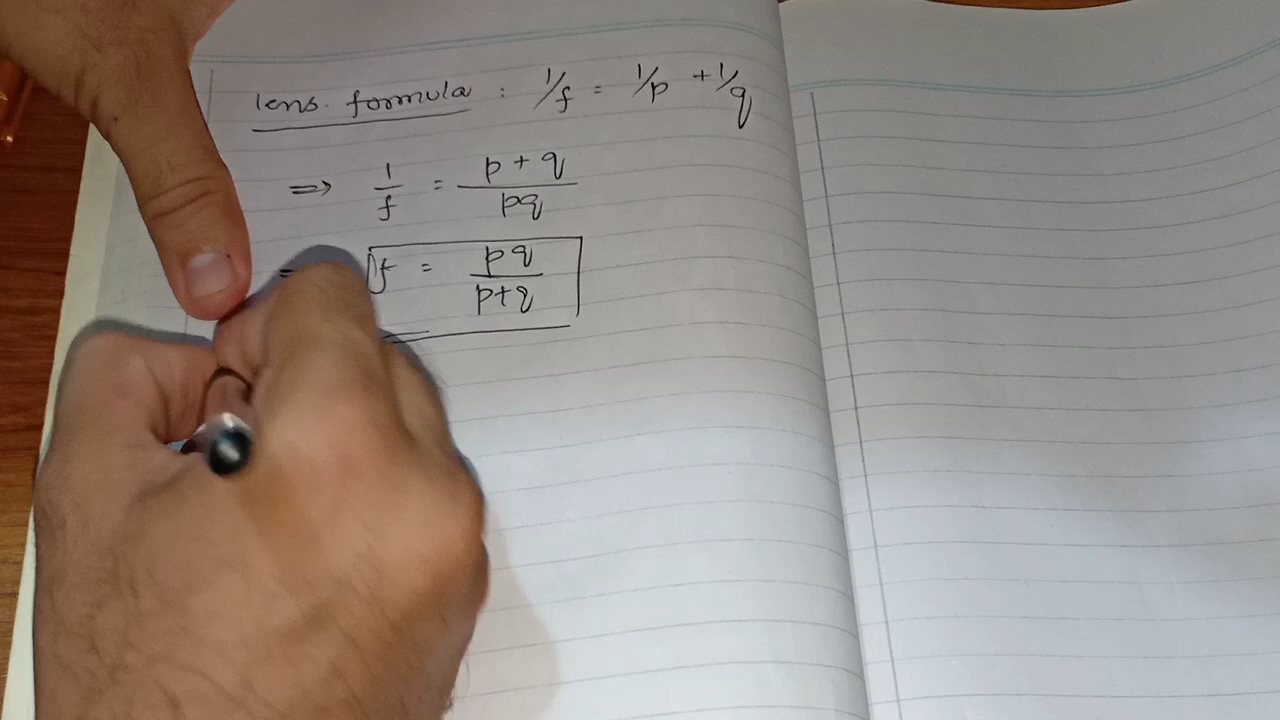 lens. formula : 1/f = 1/p + 1/q
=> 1/f = p + q / pq
= f = pq / p+q